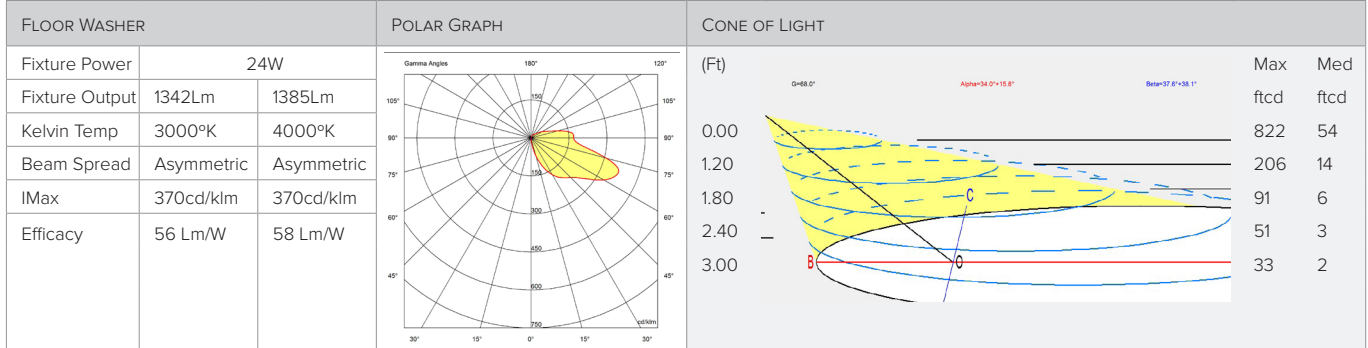 FLOOR WASHER
Fixture Power 24W
Fixture Output 1342Lm 1385Lm
Kelvin Temp 3000ºK 4000ºK
Beam Spread Asymmetric Asymmetric
IMax 370cd/klm 370cd/klm
Efficacy 56 Lm/W 58 Lm/W
POLAR GRAPH
Gamma Angles 180° 120°
105° 150 105°
90° 90°
150
75° 75°
300
60° 60°
450
45° 600 45°
750 cd/klm
30° 15° 0° 15° 30°
CONE OF LIGHT
(Ft) Max Med
G=68.0° Alpha=34.0°+15.8° Beta=37.6°+38.1°
ftcd ftcd
0.00 822 54
1.20 206 14
1.80 C 91 6
2.40 51 3
3.00 B O 33 2